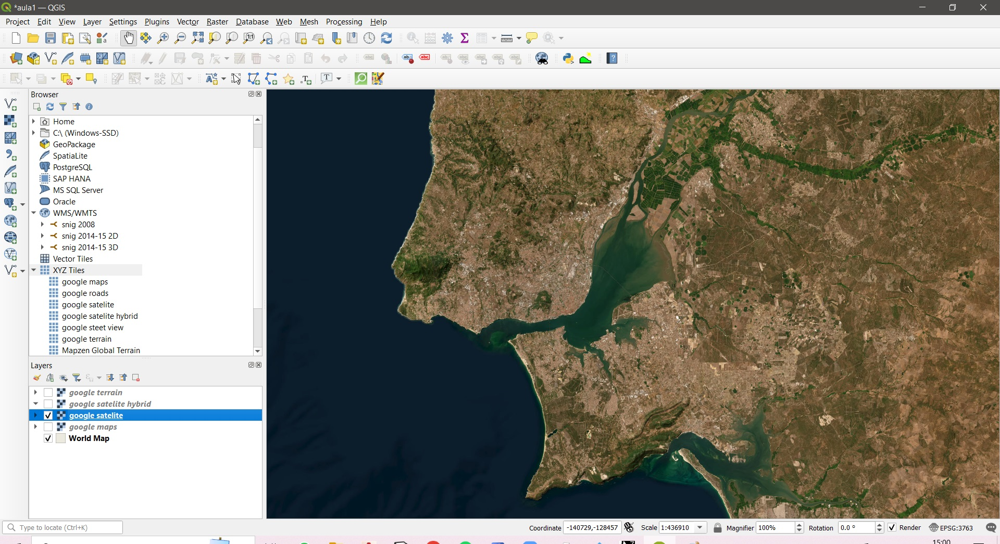 *aula1 — QGIS
Project Edit View Layer Settings Plugins Vector Raster Database Web Mesh Processing Help
Browser
Home
C:\ (Windows-SSD)
GeoPackage
SpatiaLite
PostgreSQL
SAP HANA
MS SQL Server
Oracle
WMS/WMTS
snig 2008
snig 2014-15 2D
snig 2014-15 3D
Vector Tiles
XYZ Tiles
google maps
google roads
google satelite
google satelite hybrid
google steet view
google terrain
Mapzen Global Terrain
Layers
google terrain
google satelite hybrid
google satelite
google maps
World Map
Type to locate (Ctrl+K) Coordinate -140729,-128457 Scale 1:436910 Magnifier 100% Rotation 0.0 ° Render EPSG:3763
15:00